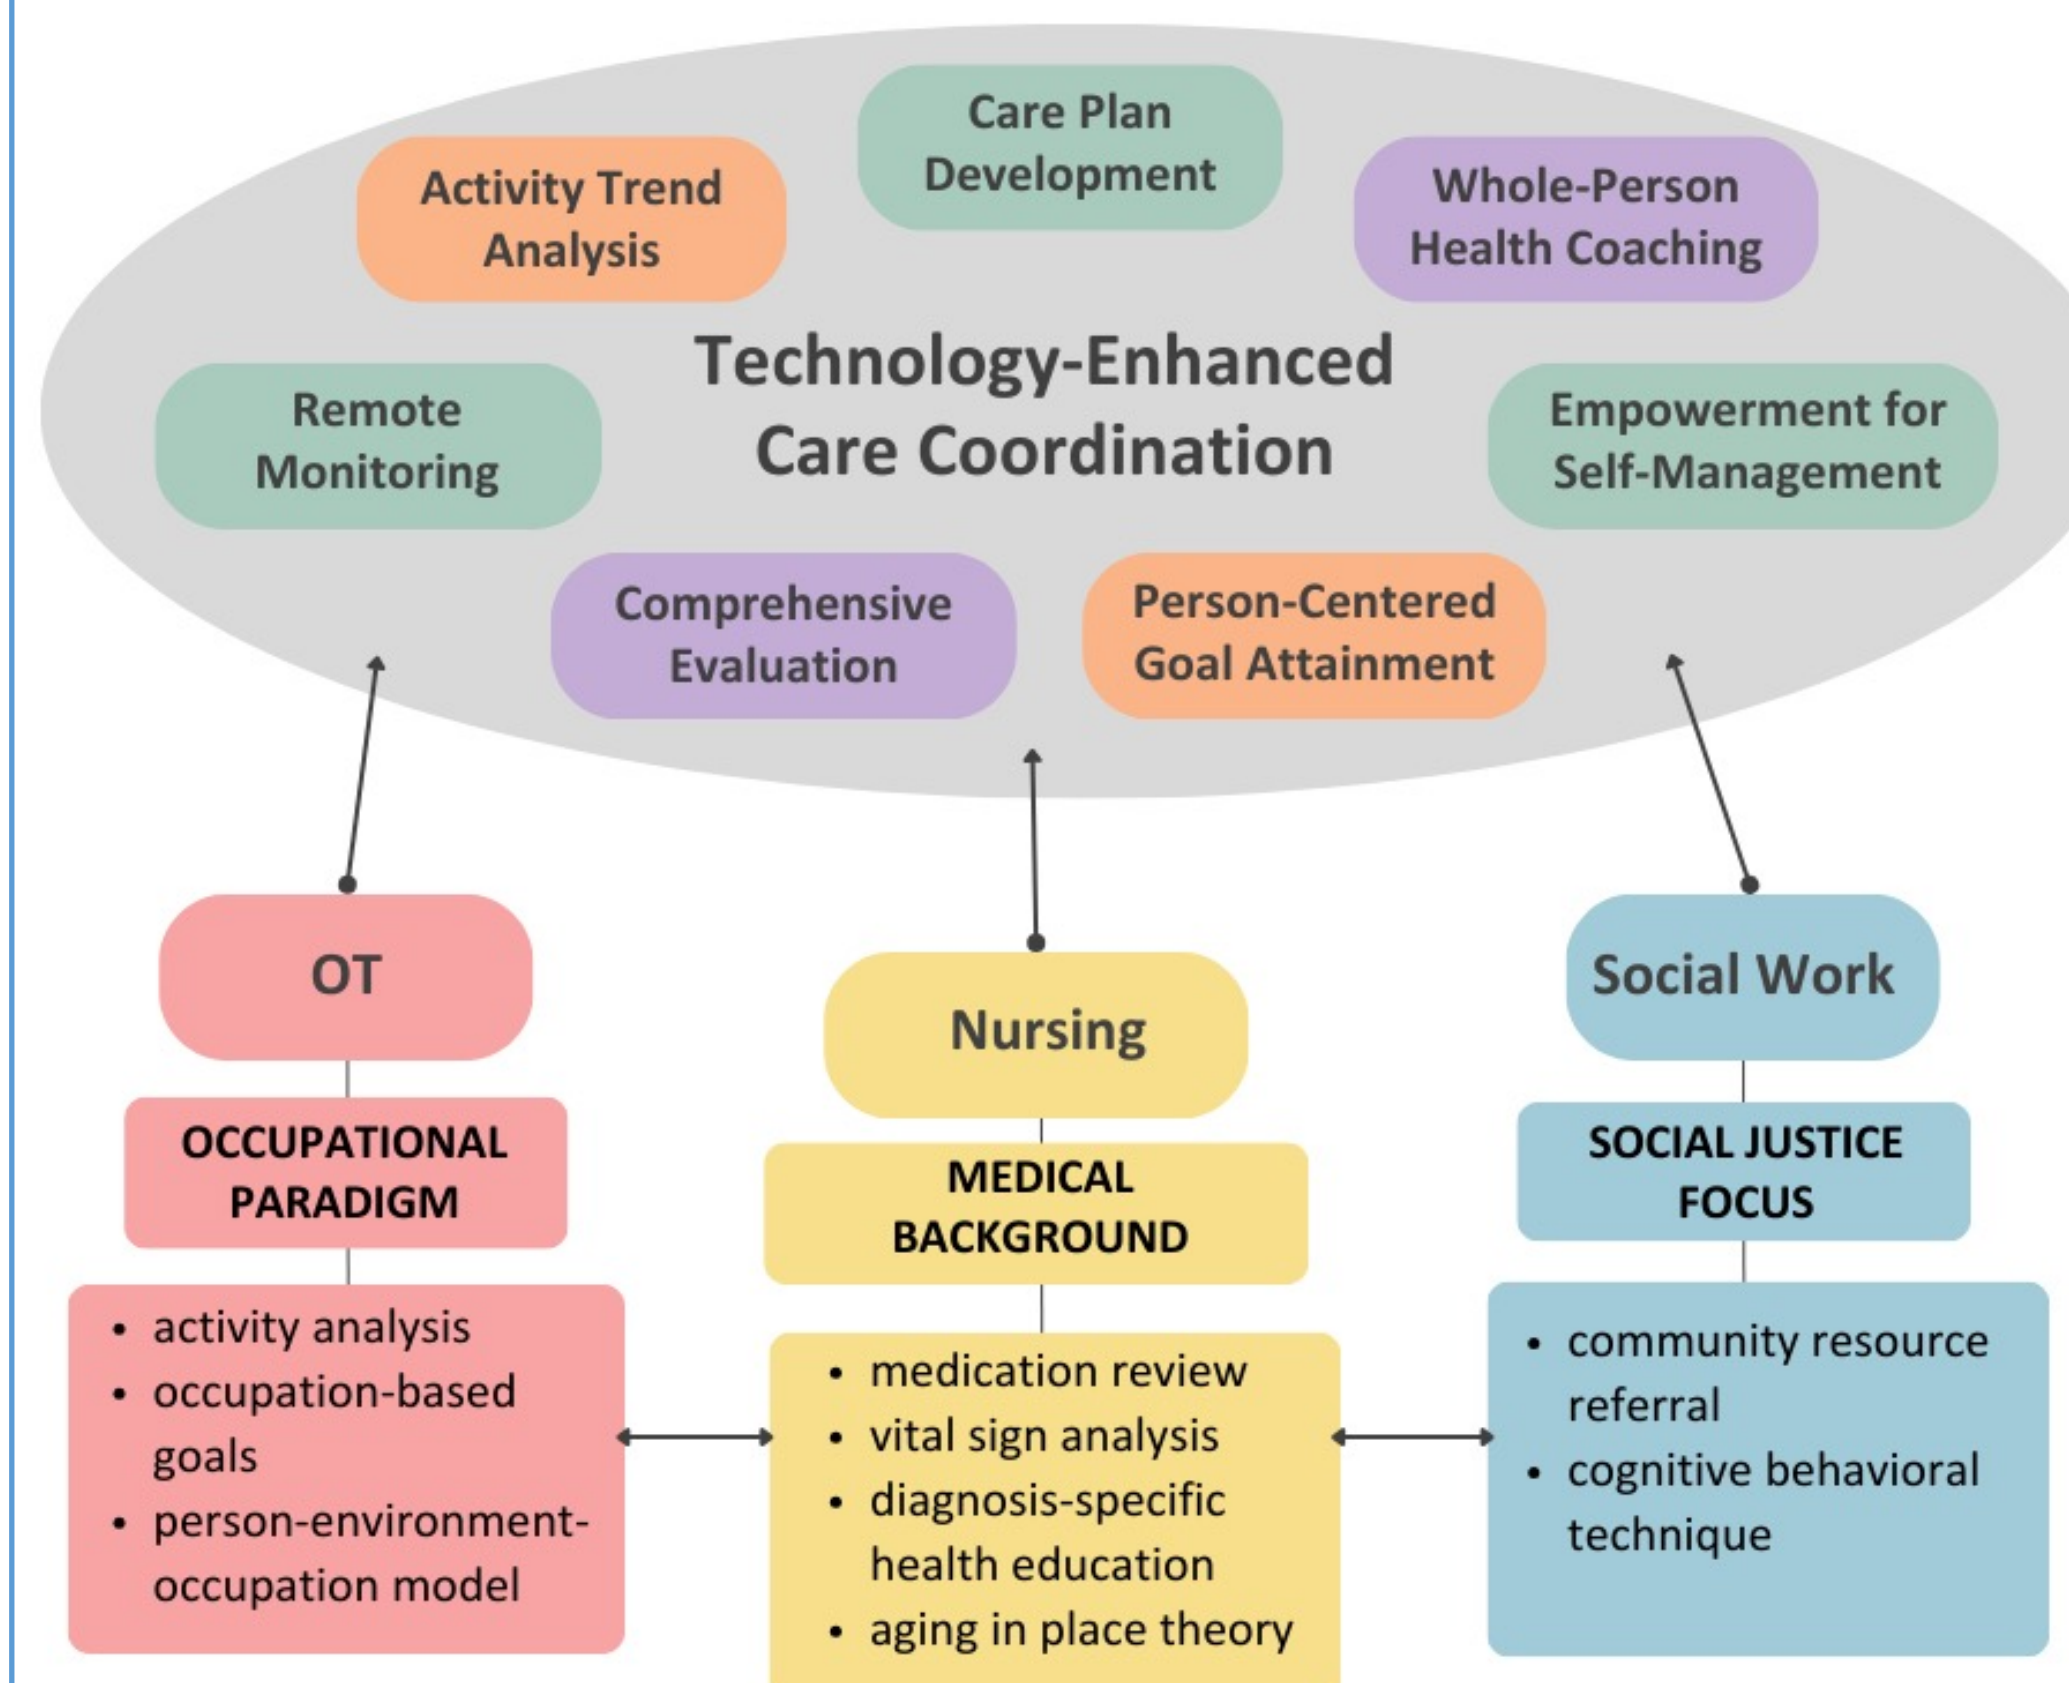 Care Plan
Development
Activity Trend
Analysis
Whole-Person
Health Coaching
Technology-Enhanced
Care Coordination
Remote
Monitoring
Empowerment for
Self-Management
Comprehensive
Evaluation
Person-Centered
Goal Attainment
OT
OCCUPATIONAL
PARADIGM
• activity analysis
• occupation-based
goals
• person-environment-
occupation model
Nursing
MEDICAL
BACKGROUND
• medication review
• vital sign analysis
• diagnosis-specific
health education
• aging in place theory
Social Work
SOCIAL JUSTICE
FOCUS
• community resource
referral
• cognitive behavioral
technique